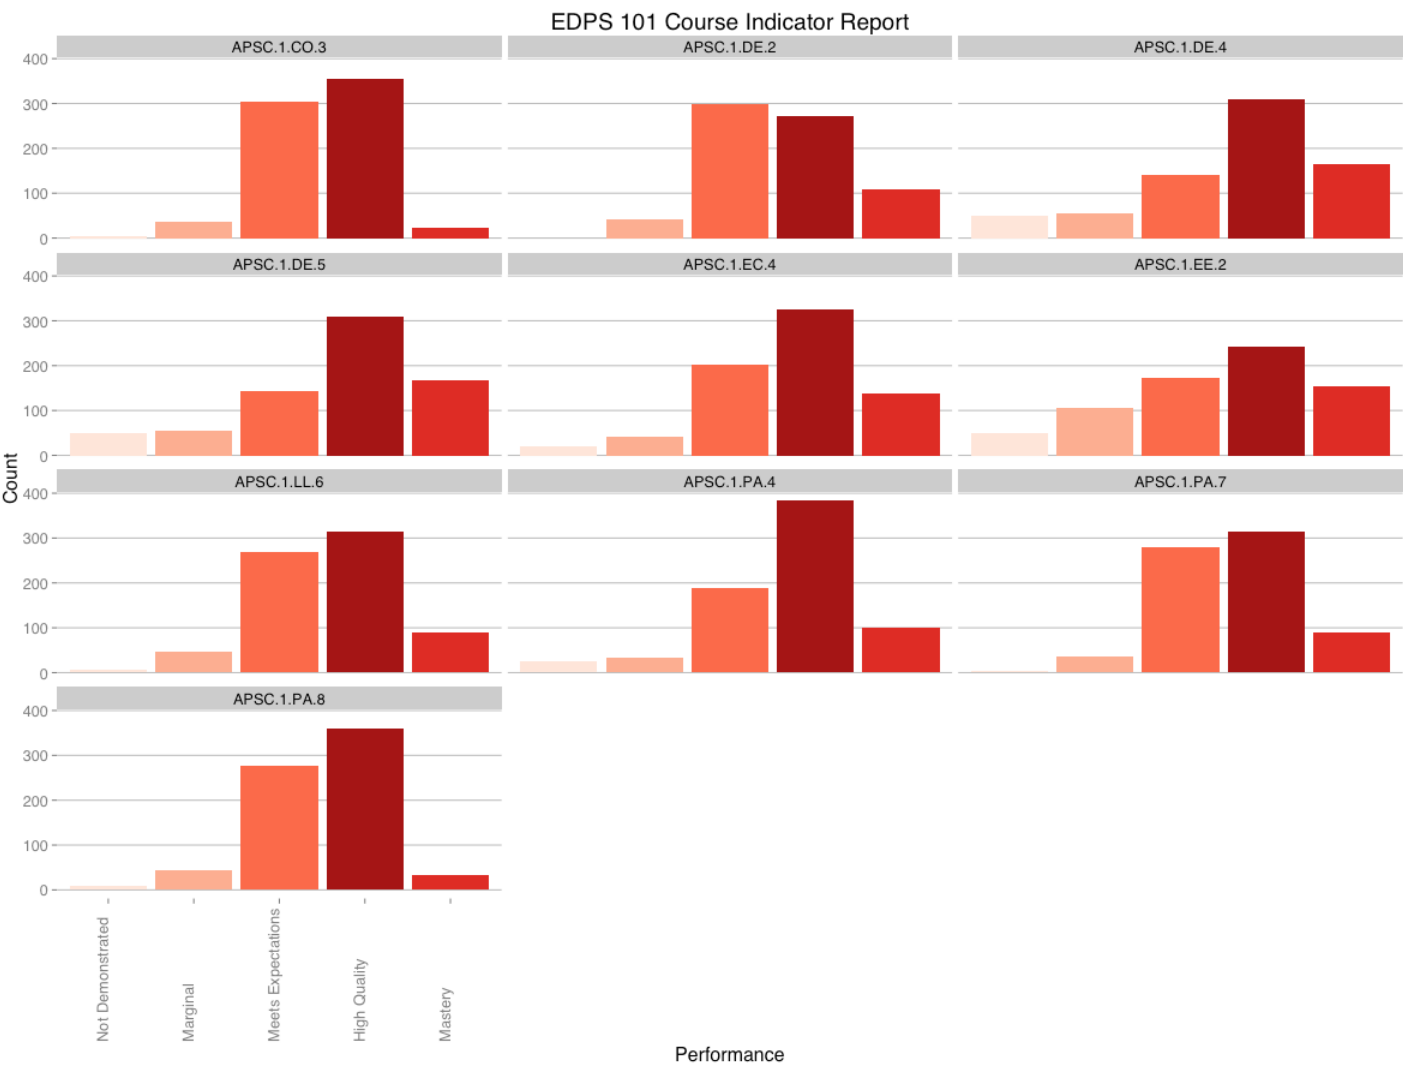 EDPS 101 Course Indicator Report
APSC.1.CO.3
APSC.1.DE.2
APSC.1.DE.4
400
300
200
100
0
APSC.1.DE.5
APSC.1.EC.4
APSC.1.EE.2
400
300
200
100
0
Count
APSC.1.LL.6
APSC.1.PA.4
APSC.1.PA.7
400
300
200
100
0
APSC.1.PA.8
400
300
200
100
0
Not Demonstrated
Marginal
Meets Expectations
High Quality
Mastery
Performance